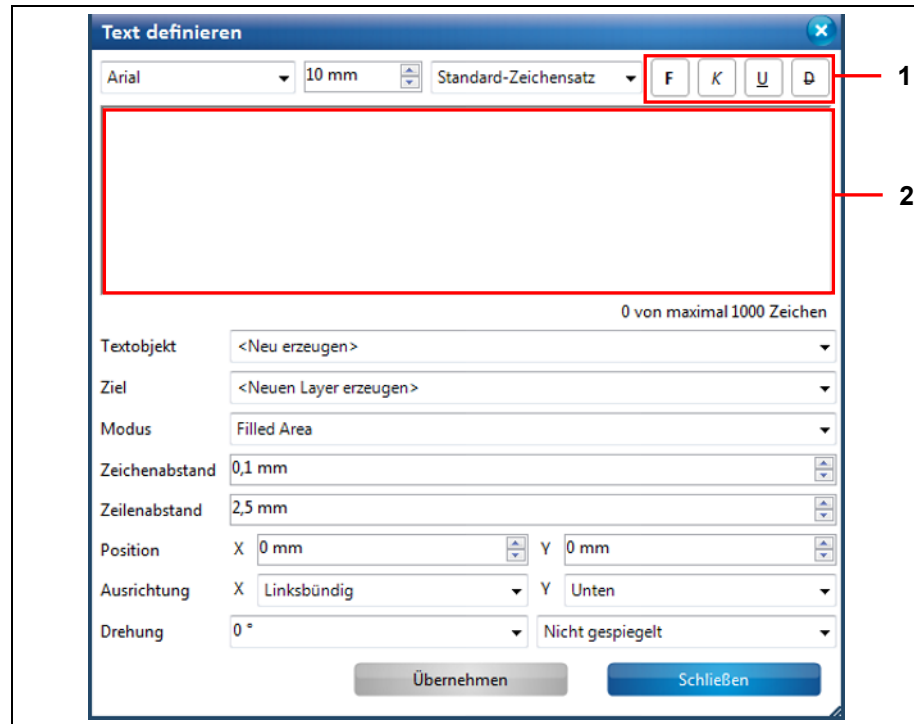 Text definieren
Arial 10 mm Standard-Zeichensatz F K U D 1
2
0 von maximal 1000 Zeichen
Textobjekt <Neu erzeugen>
Ziel <Neuen Layer erzeugen>
Modus Filled Area
Zeichenabstand 0,1 mm
Zeilenabstand 2,5 mm
Position X 0 mm Y 0 mm
Ausrichtung X Linksbündig Y Unten
Drehung 0 ° Nicht gespiegelt
Übernehmen Schließen